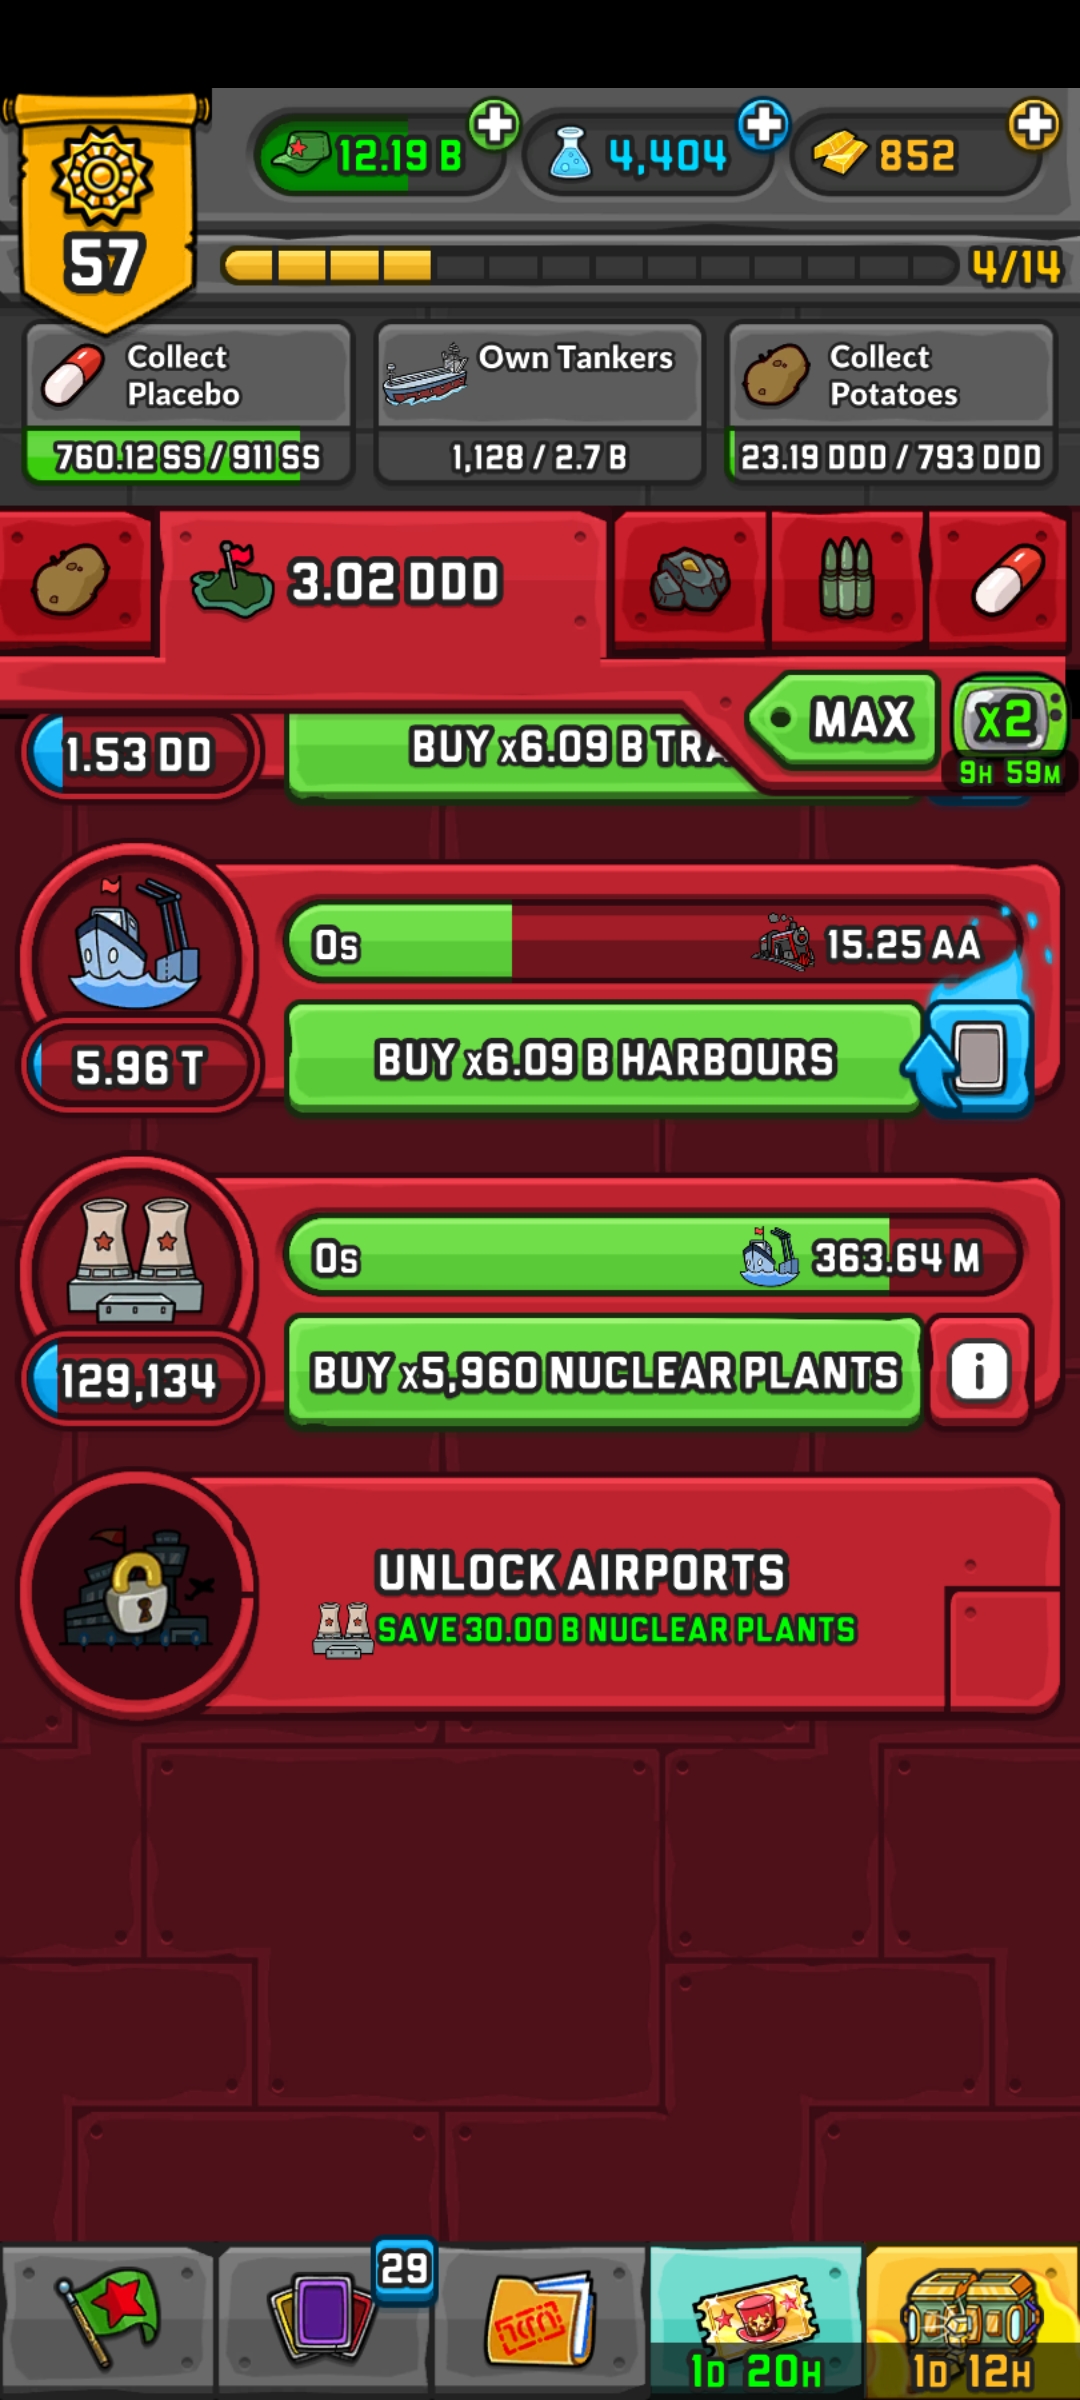 57
12.19 B
4,404
852
4/14
Collect
Placebo
760.12 SS / 911 SS
Own Tankers
1,128 / 2.7 B
Collect
Potatoes
23.19 DDD / 793 DDD
3.02 DDD
MAX
x2
9H 59M
1.53 DD
BUY x6.09 B TRA
0s
15.25 AA
5.96 T
BUY x6.09 B HARBOURS
0s
363.64 M
129,134
BUY x5,960 NUCLEAR PLANTS
i
UNLOCK AIRPORTS
SAVE 30.00 B NUCLEAR PLANTS
29
1D 20H
1D 12H